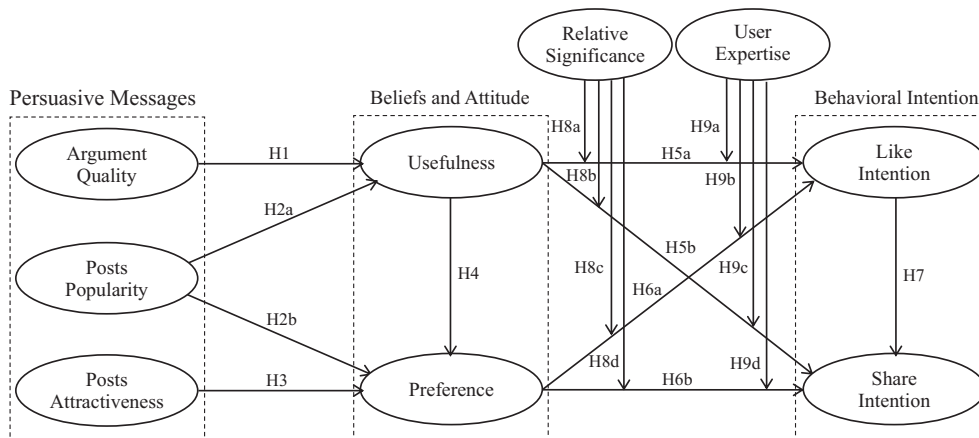 Relative
Significance
User
Expertise
Persuasive Messages
Beliefs and Attitude
Behavioral Intention
H8a
H9a
Argument
Quality
H1
Usefulness
H5a
Like
Intention
H8b
H9b
H2a
H5b
Posts
Popularity
H4
H8c
H9c
H7
H6a
H2b
H8d
H9d
Posts
Attractiveness
H3
Preference
H6b
Share
Intention